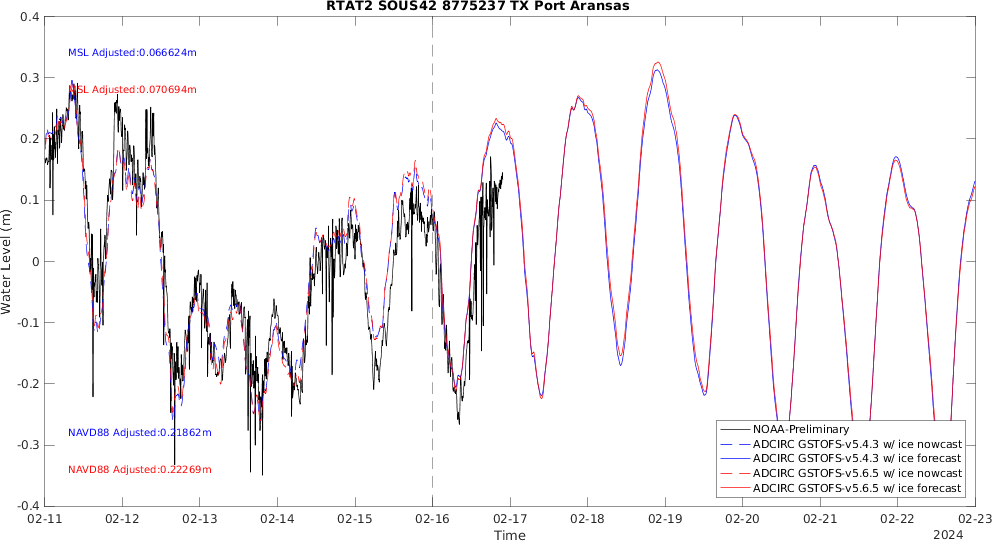 RTAT2 SOUS42 8775237 TX Port Aransas
0.4
0.3
0.2
0.1
0
-0.1
-0.2
-0.3
-0.4
Water Level (m)
MSL Adjusted:0.066624m
MSL Adjusted:0.070694m
NAVD88 Adjusted:0.21862m
NAVD88 Adjusted:0.22269m
NOAA-Preliminary
ADCIRC GSTOFS-v5.4.3 w/ ice nowcast
ADCIRC GSTOFS-v5.4.3 w/ ice forecast
ADCIRC GSTOFS-v5.6.5 w/ ice nowcast
ADCIRC GSTOFS-v5.6.5 w/ ice forecast
02-11 02-12 02-13 02-14 02-15 02-16 02-17 02-18 02-19 02-20 02-21 02-22 02-23
Time
2024